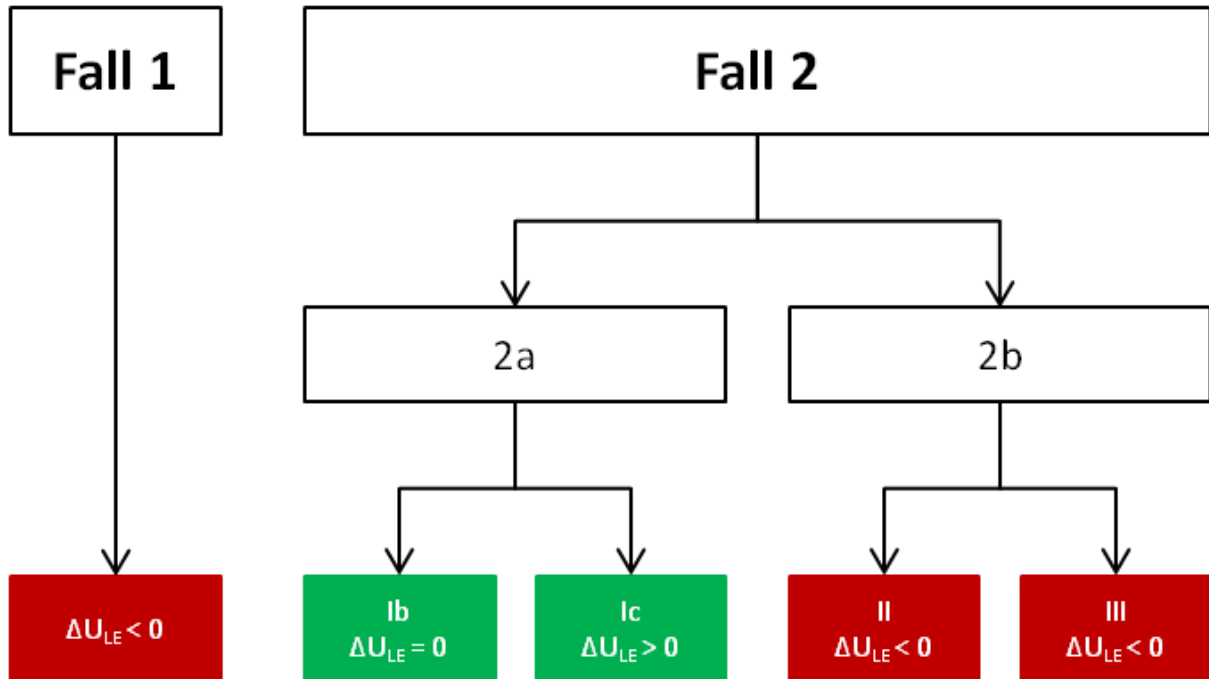 Fall 1
Fall 2
2a
2b
ΔU_LE < 0
Ib
ΔU_LE = 0
Ic
ΔU_LE > 0
II
ΔU_LE < 0
III
ΔU_LE < 0